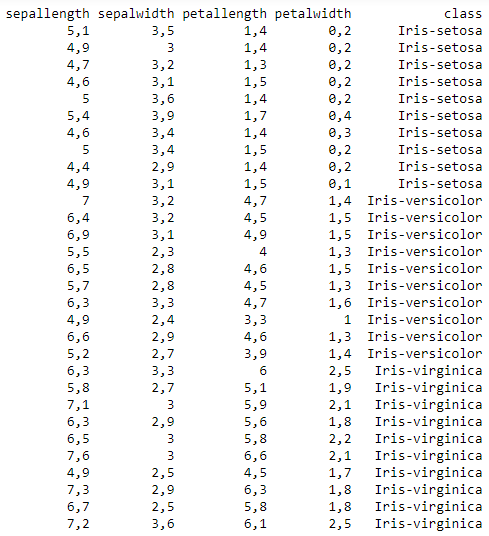 sepallength sepalwidth petallength petalwidth class
5,1 3,5 1,4 0,2 Iris-setosa
4,9 3 1,4 0,2 Iris-setosa
4,7 3,2 1,3 0,2 Iris-setosa
4,6 3,1 1,5 0,2 Iris-setosa
5 3,6 1,4 0,2 Iris-setosa
5,4 3,9 1,7 0,4 Iris-setosa
4,6 3,4 1,4 0,3 Iris-setosa
5 3,4 1,5 0,2 Iris-setosa
4,4 2,9 1,4 0,2 Iris-setosa
4,9 3,1 1,5 0,1 Iris-setosa
7 3,2 4,7 1,4 Iris-versicolor
6,4 3,2 4,5 1,5 Iris-versicolor
6,9 3,1 4,9 1,5 Iris-versicolor
5,5 2,3 4 1,3 Iris-versicolor
6,5 2,8 4,6 1,5 Iris-versicolor
5,7 2,8 4,5 1,3 Iris-versicolor
6,3 3,3 4,7 1,6 Iris-versicolor
4,9 2,4 3,3 1 Iris-versicolor
6,6 2,9 4,6 1,3 Iris-versicolor
5,2 2,7 3,9 1,4 Iris-versicolor
6,3 3,3 6 2,5 Iris-virginica
5,8 2,7 5,1 1,9 Iris-virginica
7,1 3 5,9 2,1 Iris-virginica
6,3 2,9 5,6 1,8 Iris-virginica
6,5 3 5,8 2,2 Iris-virginica
7,6 3 6,6 2,1 Iris-virginica
4,9 2,5 4,5 1,7 Iris-virginica
7,3 2,9 6,3 1,8 Iris-virginica
6,7 2,5 5,8 1,8 Iris-virginica
7,2 3,6 6,1 2,5 Iris-virginica